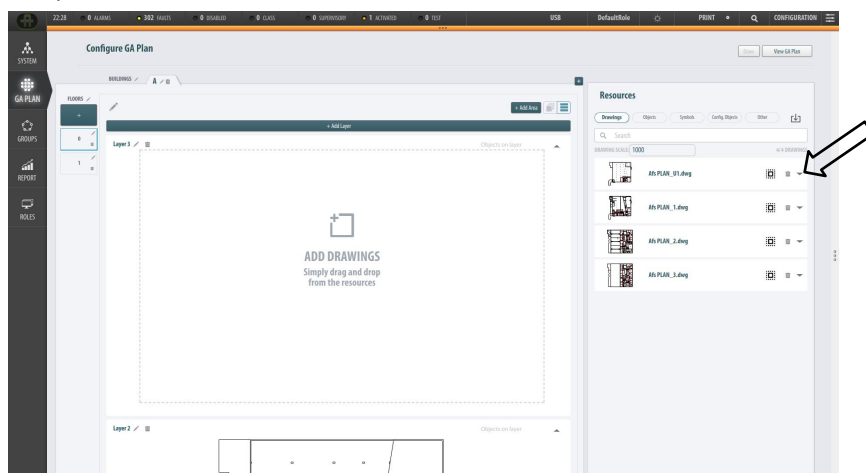 22:28 0 ALARMS 302 FAULTS 0 DISABLED 0 CLASS 0 SUPERVISORY 1 ACTIVATED 0 TEST USB DefaultRole PRINT CONFIGURATION
Configure GA Plan
View GA Plan
SYSTEM
GA PLAN
GROUPS
REPORT
ROLES
BUILDINGS A
FLOORS
+
0
1
+ Add Area
+ Add Layer
Layer 3 Objects on layer
ADD DRAWINGS
Simply drag and drop
from the resources
Layer 2 Objects on layer
Resources
Drawings Objects Symbols Config. Objects Other
Search
DRAWING SCALE: 1000 4/4 DRAWINGS
Afs PLAN_U1.dwg
Afs PLAN_1.dwg
Afs PLAN_2.dwg
Afs PLAN_3.dwg